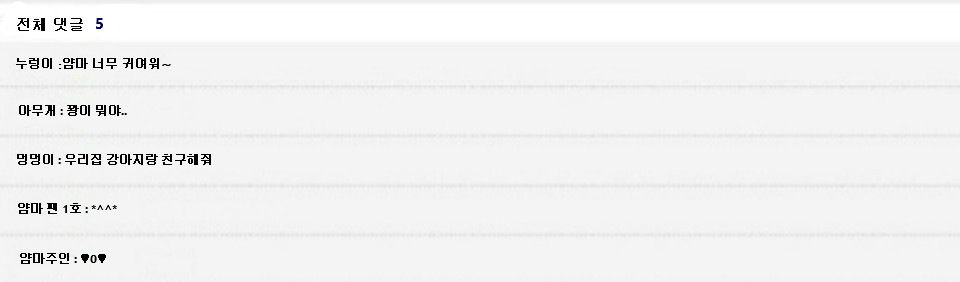 전체 댓글 5
누렁이 :얌마 너무 귀여워~
아무개 : 꽝이 뭐야..
멍멍이 : 우리집 강아지랑 친구해줘
얌마 팬 1호 : *^^*
얌마주인 : ♥0♥